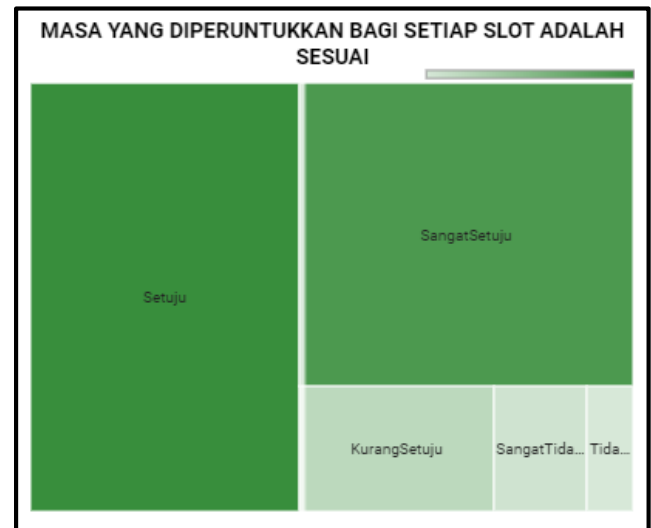 MASA YANG DIPERUNTUKKAN BAGI SETIAP SLOT ADALAH
SESUAI
SangatSetuju
Setuju
KurangSetuju
SangatTida...
Tida...